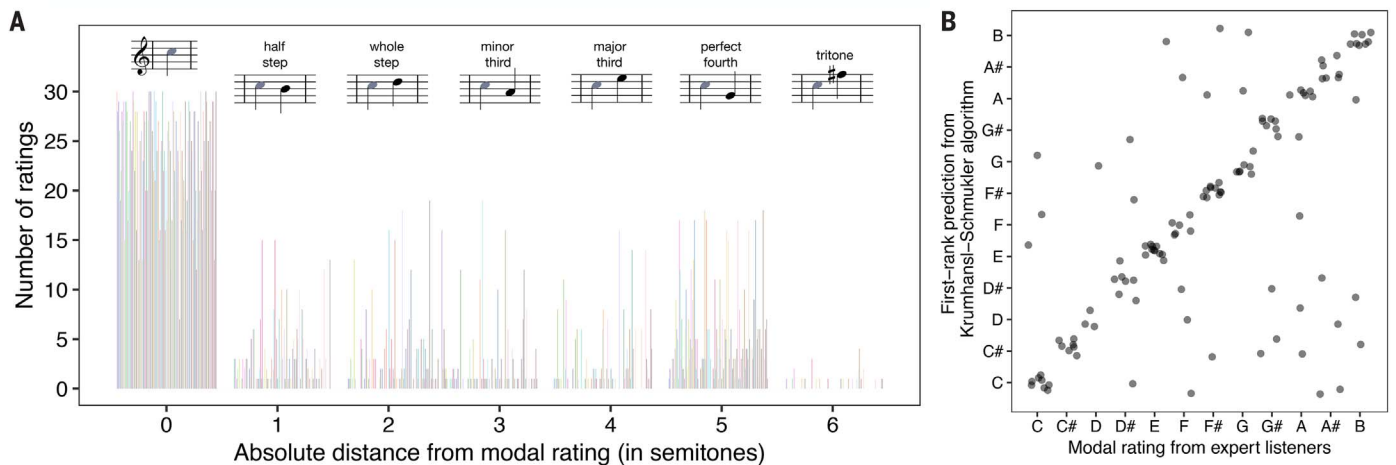 A
half
step
whole
step
minor
third
major
third
perfect
fourth
tritone
Number of ratings
30
25
20
15
10
5
0
0 1 2 3 4 5 6
Absolute distance from modal rating (in semitones)
B
First−rank prediction from
Krumhansl−Schmukler algorithm
B
A#
A
G#
G
F#
F
E
D#
D
C#
C
C C# D D# E F F# G G# A A# B
Modal rating from expert listeners